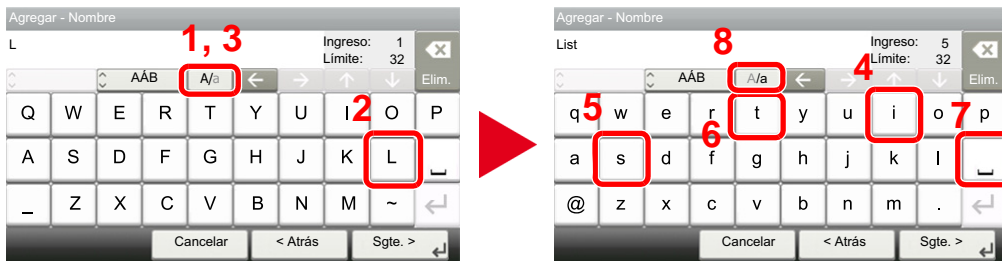 Agregar - Nombre
L
Ingreso: 1
Límite: 32
1, 3
AÁB A/a Elim.
Q W E R T Y U I O P
2
A S D F G H J K L
_ Z X C V B N M ~
Cancelar < Atrás Sgte. >
Agregar - Nombre
List
Ingreso: 5
Límite: 32
8
4
AÁB A/a Elim.
q w e r t y u i o p
5
6
7
a s d f g h j k l
@ z x c v b n m .
Cancelar < Atrás Sgte. >